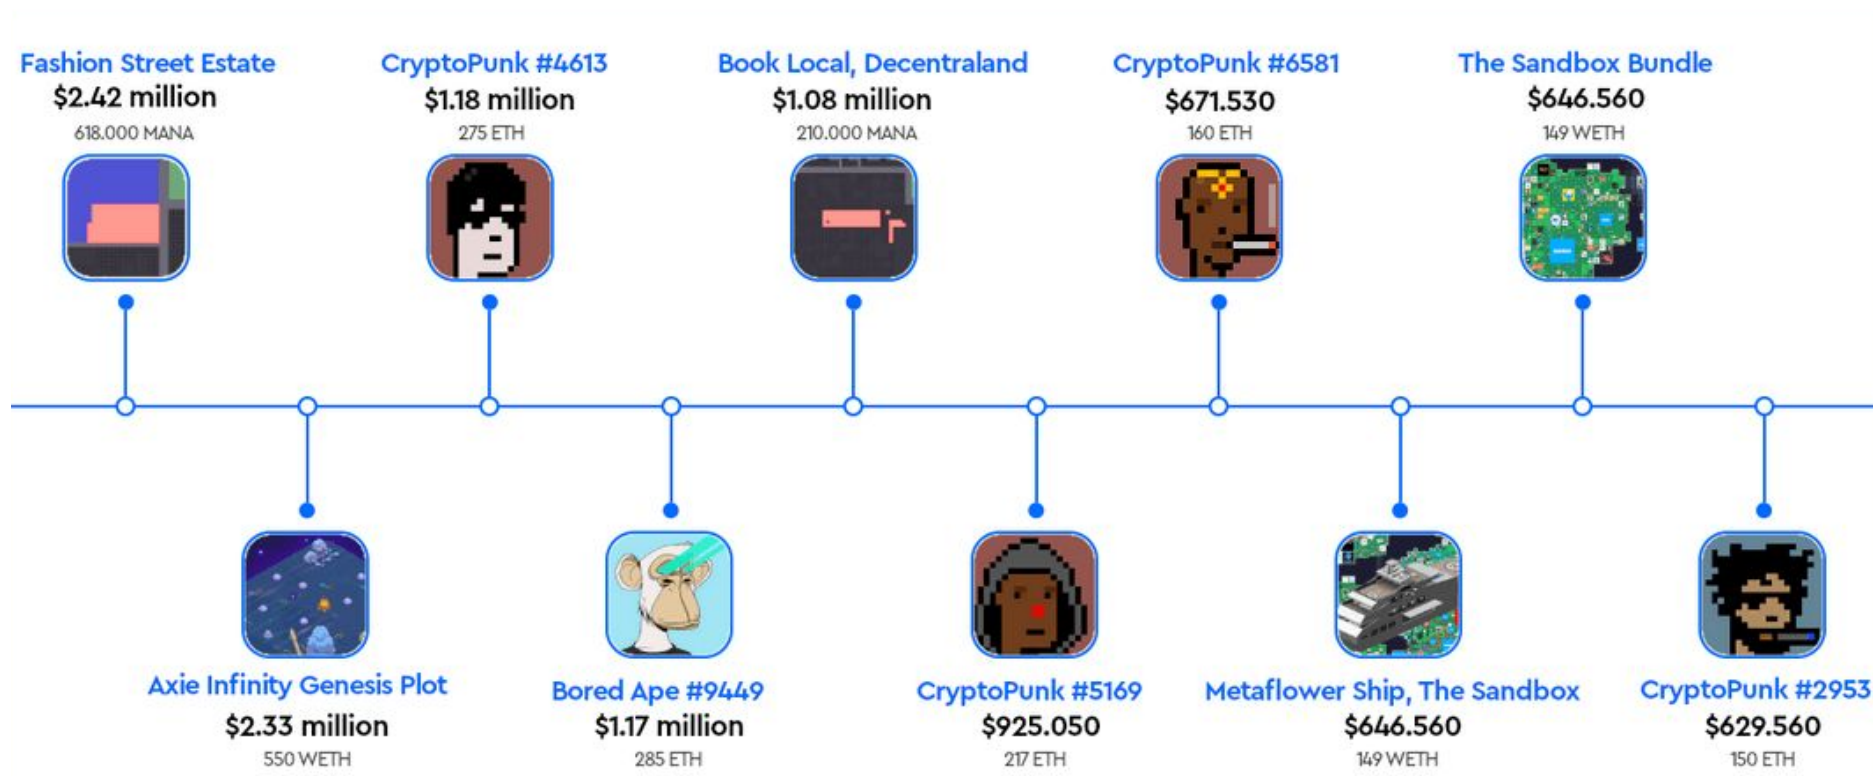 Fashion Street Estate
$2.42 million
618.000 MANA
CryptoPunk #4613
$1.18 million
275 ETH
Book Local, Decentraland
$1.08 million
210.000 MANA
CryptoPunk #6581
$671.530
160 ETH
The Sandbox Bundle
$646.560
149 WETH
Axie Infinity Genesis Plot
$2.33 million
550 WETH
Bored Ape #9449
$1.17 million
285 ETH
CryptoPunk #5169
$925.050
217 ETH
Metaflower Ship, The Sandbox
$646.560
149 WETH
CryptoPunk #2953
$629.560
150 ETH